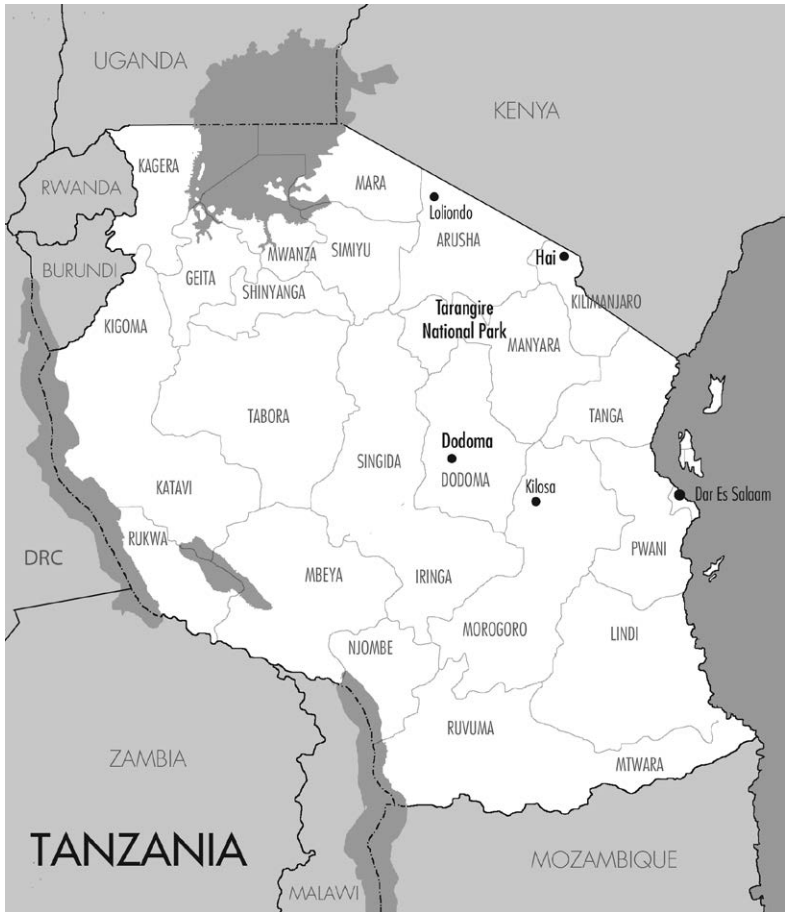 UGANDA
KENYA
KAGERA
RWANDA
MARA
Loliondo
ARUSHA
MWANZA
SIMIYU
Hai
BURUNDI
GEITA
SHINYANGA
KILIMANJARO
Tarangire
National Park
KIGOMA
MANYARA
TABORA
TANGA
Dodoma
SINGIDA
DODOMA
KATAVI
Kilosa
Dar Es Salaam
RUKWA
DRC
MBEYA
IRINGA
PWANI
MOROGORO
LINDI
NJOMBE
RUVUMA
ZAMBIA
MTWARA
TANZANIA
MOZAMBIQUE
MALAWI